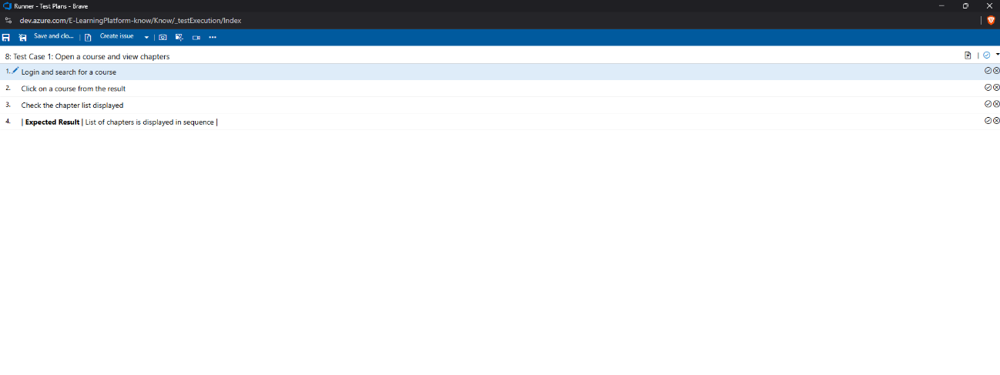 Runner - Test Plans - Brave
dev.azure.com/E-LearningPlatform-know/Know/_testExecution/Index
Save and clo... | Create issue
8: Test Case 1: Open a course and view chapters
1. Login and search for a course
2. Click on a course from the result
3. Check the chapter list displayed
4. | Expected Result | List of chapters is displayed in sequence |